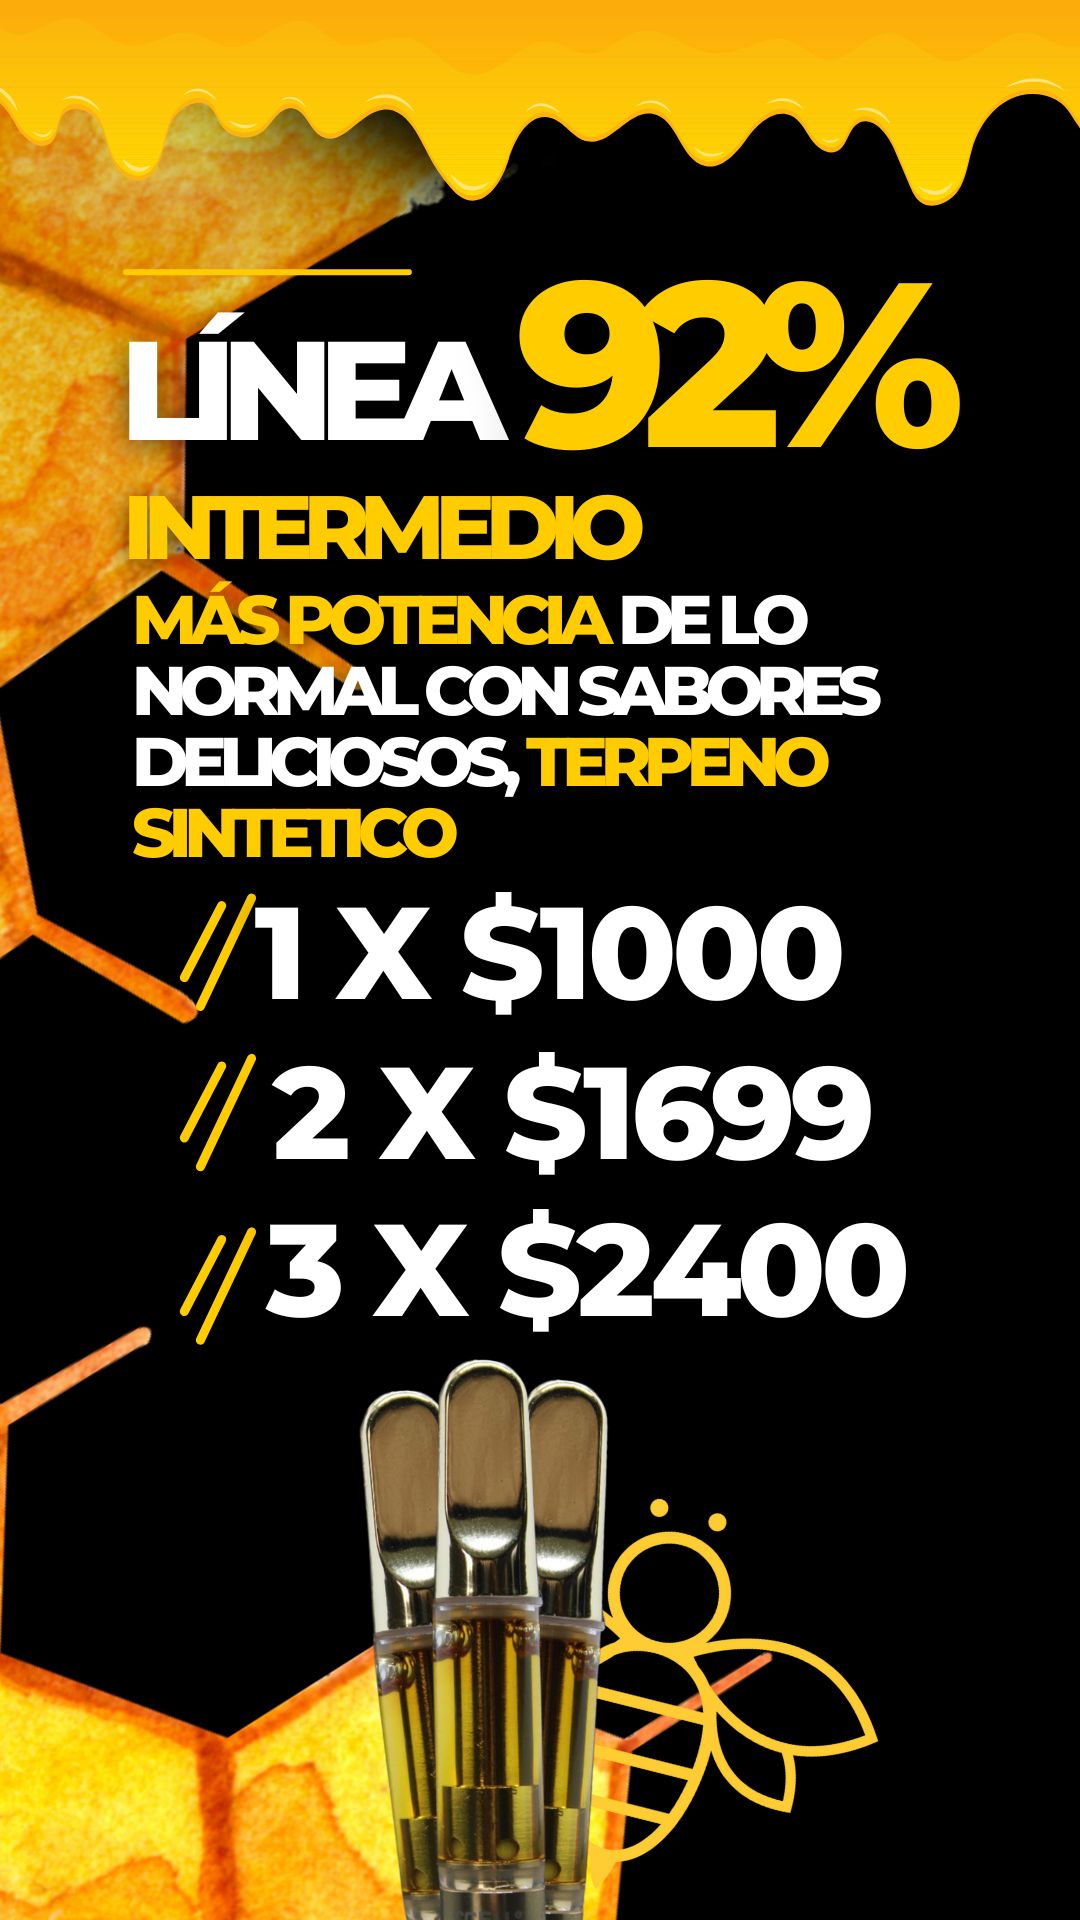 LÍNEA 92%
INTERMEDIO
MÁS POTENCIA DE LO
NORMAL CON SABORES
DELICIOSOS, TERPENO
SINTETICO
1 X $1000
2 X $1699
3 X $2400